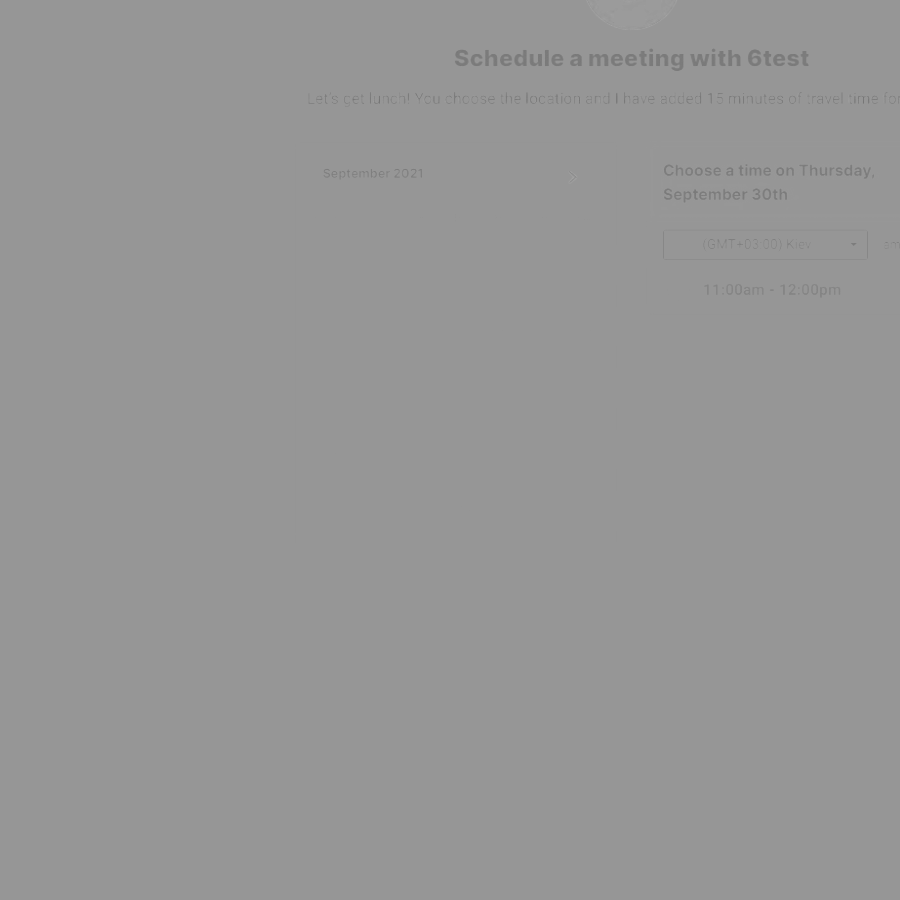 Schedule a meeting with 6test
Let's get lunch! You choose the location and I have added 15 minutes of travel time for
September 2021
Choose a time on Thursday,
September 30th
(GMT+03:00) Kiev
am
11:00am - 12:00pm